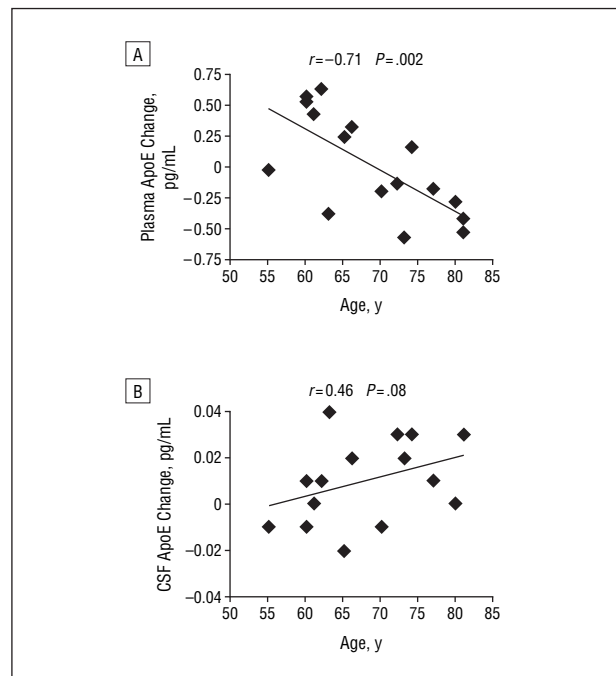 A
r=−0.71 P=.002
Plasma ApoE Change,
pg/mL
0.75
0.50
0.25
0
−0.25
−0.50
−0.75
50 55 60 65 70 75 80 85
Age, y
B
r=0.46 P=.08
CSF ApoE Change, pg/mL
0.04
0.02
0
−0.02
−0.04
50 55 60 65 70 75 80 85
Age, y